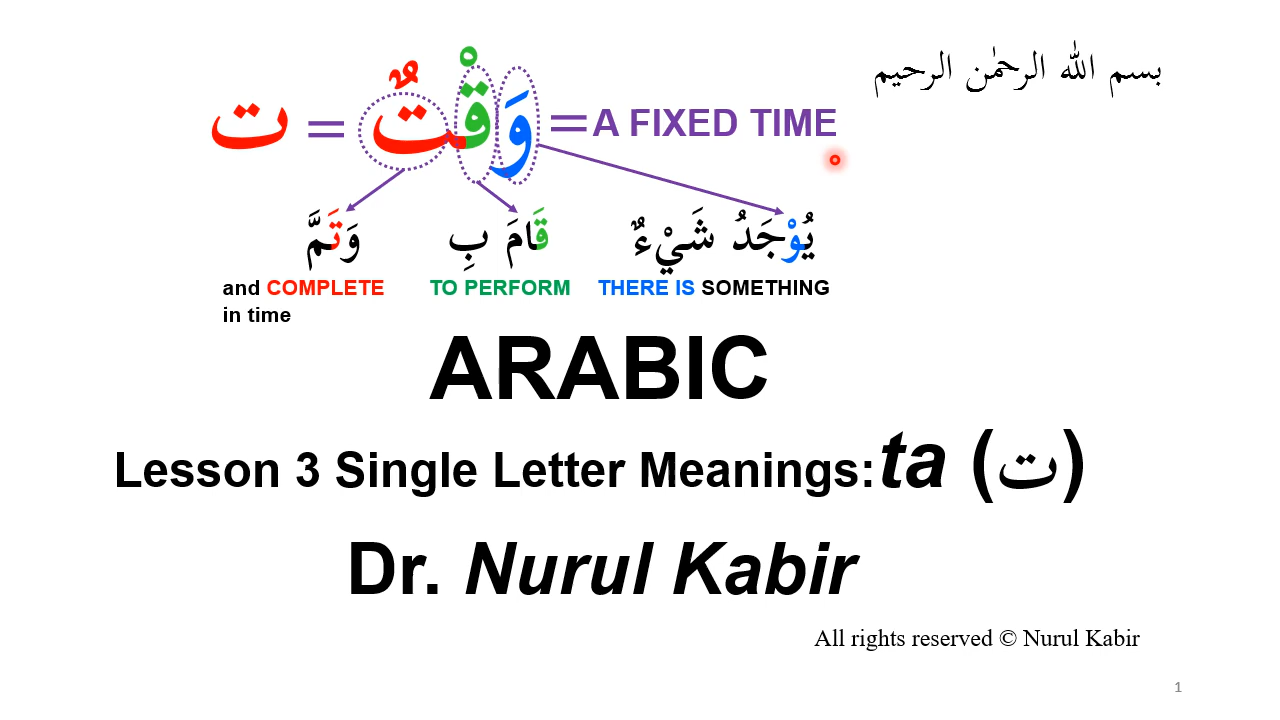 بسم الله الرحمٰن الرحيم
ت = وَقْتٌ = A FIXED TIME
وَتَمَّ قَامَ بِ يُوْجَدُ شَيْءٌ
and COMPLETE TO PERFORM THERE IS SOMETHING
in time
ARABIC
Lesson 3 Single Letter Meanings: ta (ت)
Dr. Nurul Kabir
All rights reserved © Nurul Kabir
1